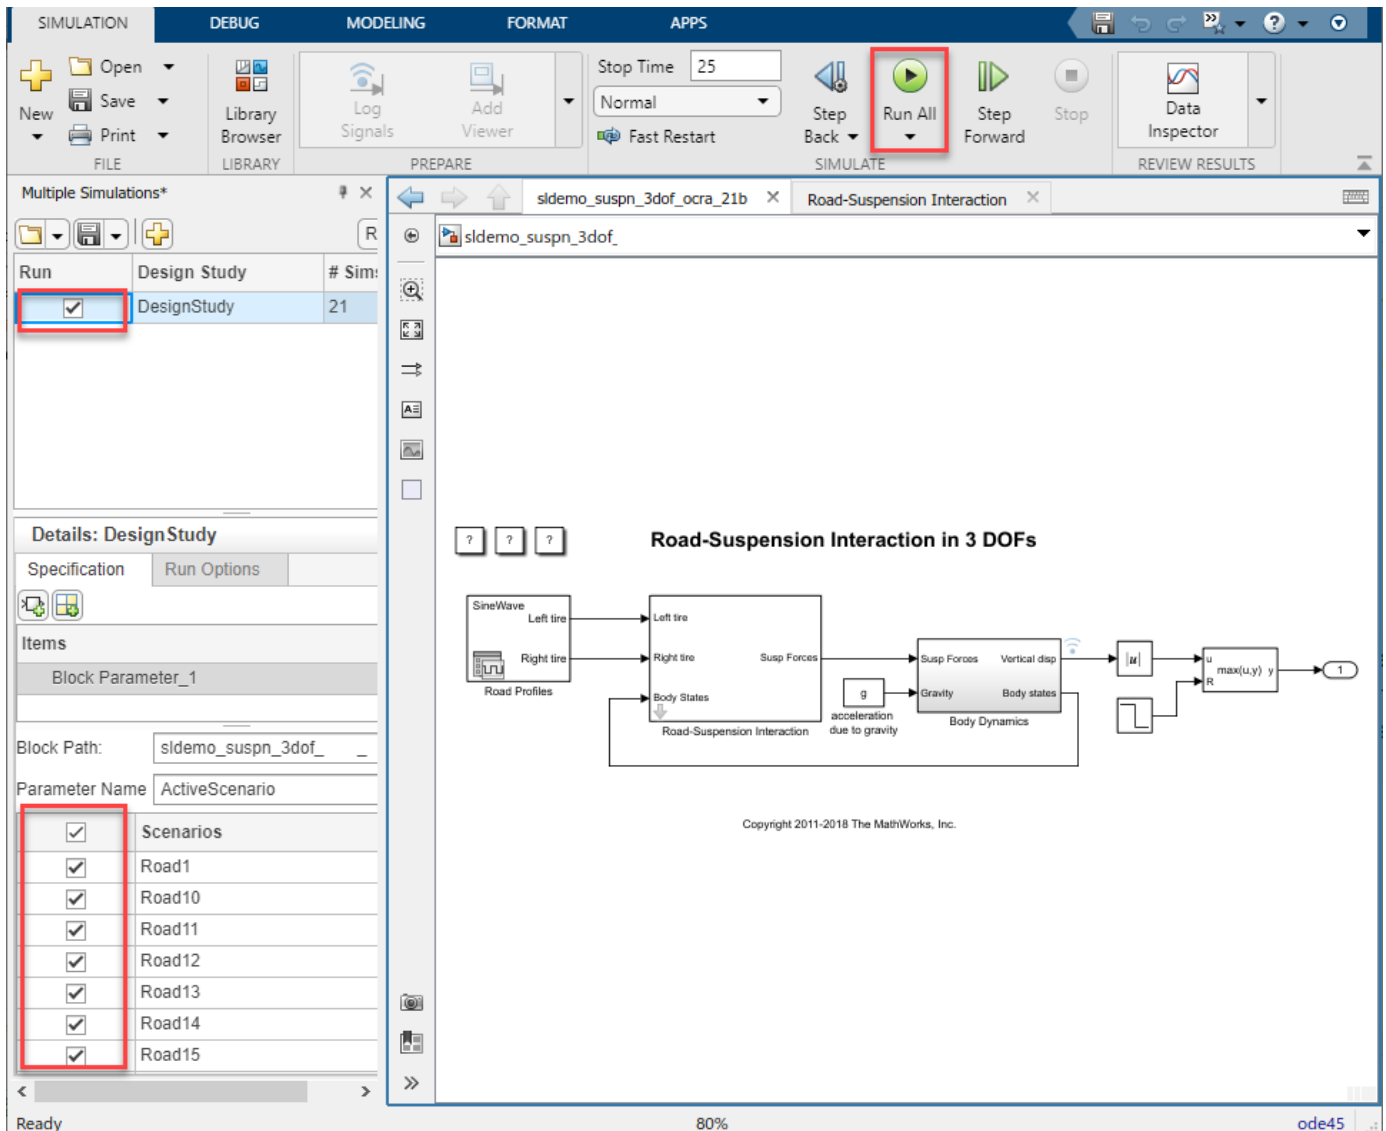 SIMULATION DEBUG MODELING FORMAT APPS
New
Open
Save
Print
FILE
Library
Browser
LIBRARY
Log
Signals
Add
Viewer
PREPARE
Stop Time 25
Normal
Fast Restart
Step
Back
Run All
Step
Forward
Stop
SIMULATE
Data
Inspector
REVIEW RESULTS
Multiple Simulations*
R
Run Design Study # Sims
DesignStudy 21
Details: DesignStudy
Specification Run Options
Items
Block Parameter_1
Block Path: sldemo_suspn_3dof_ _
Parameter Name ActiveScenario
Scenarios
Road1
Road10
Road11
Road12
Road13
Road14
Road15
sldemo_suspn_3dof_ocra_21b Road-Suspension Interaction
sldemo_suspn_3dof_
? ? ?
Road-Suspension Interaction in 3 DOFs
SineWave
Left tire
Right tire
Road Profiles
Left tire
Right tire
Body States
Susp Forces
Road-Suspension Interaction
g
acceleration
due to gravity
Susp Forces
Gravity
Vertical disp
Body states
Body Dynamics
|u|
u
R
max(u,y) y
1
Copyright 2011-2018 The MathWorks, Inc.
Ready 80% ode45